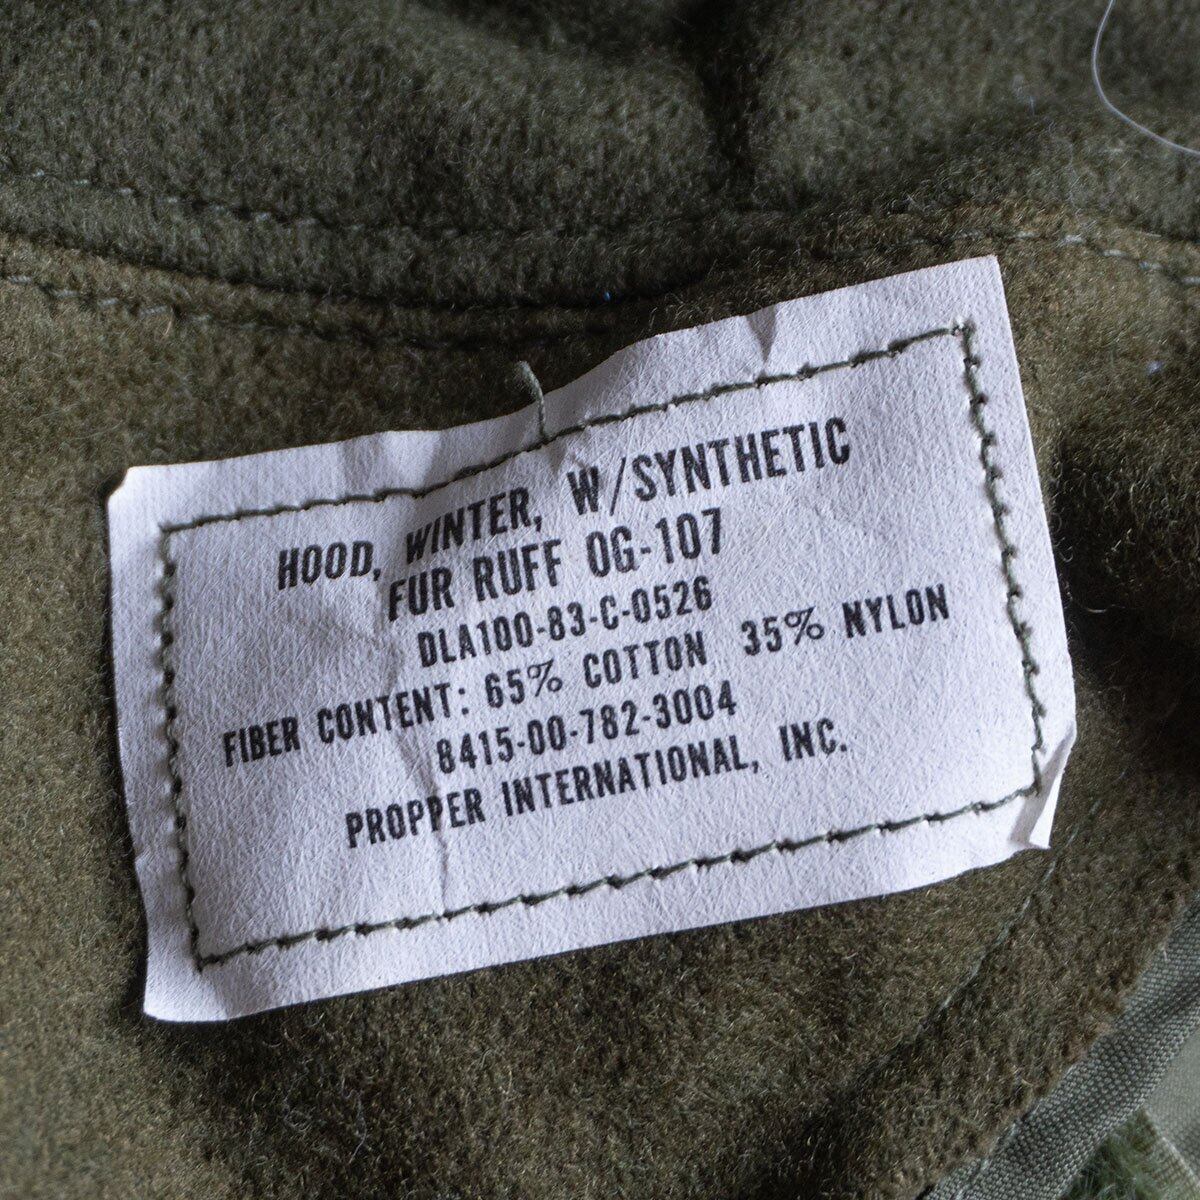 HOOD, WINTER, W/SYNTHETIC
FUR RUFF OG-107
DLA100-83-C-0526
FIBER CONTENT: 65% COTTON 35% NYLON
8415-00-782-3004
PROPPER INTERNATIONAL, INC.